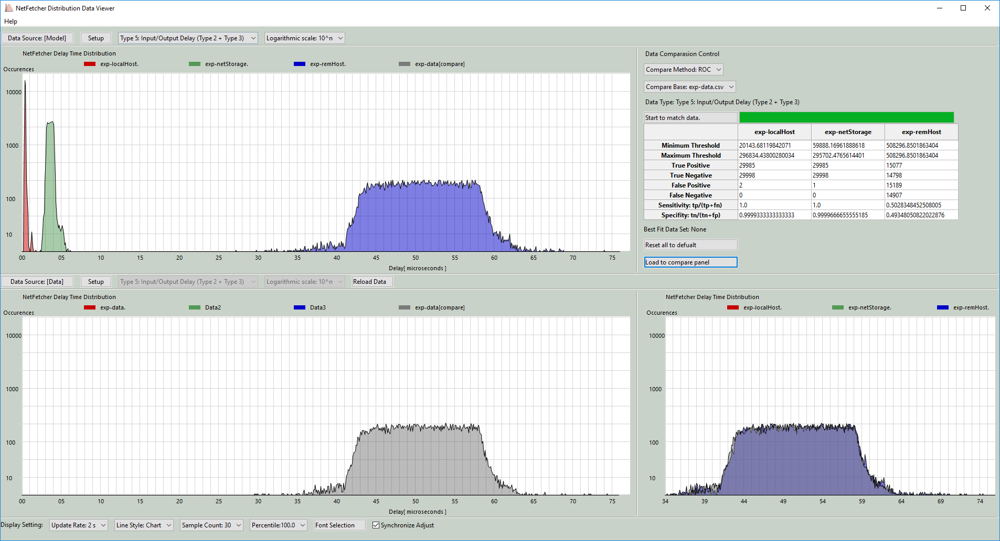 NetFetcher Distribution Data Viewer
Help
Data Source: [Model] Setup Type 5: Input/Output Delay (Type 2 + Type 3) Logarithmic scale: 10^n
NetFetcher Delay Time Distribution
exp-localHost. exp-netStorage. exp-remHost. exp-data[compare]
Occurences
10000
1000
100
10
00 05 10 15 20 25 30 35 40 45 50 55 60 65 70 75
Delay[ microseconds ]
Data Comparasion Control
Compare Method: ROC
Compare Base: exp-data.csv
Data Type: Type 5: Input/Output Delay (Type 2 + Type 3)
Start to match data.
exp-localHost exp-netStorage exp-remHost
Minimum Threshold 20143.68119842071 59888.16961888618 508296.8501863404
Maximum Threshold 296834.43800280034 295702.4765614401 508296.8501863404
True Positive 29985 29985 15077
True Negative 29998 29998 14798
False Positive 2 1 15189
False Negative 0 0 14907
Sensitivity: tp/(tp+fn) 1.0 1.0 0.5028348452508005
Specifity: tn/(tn+fp) 0.9999333333333333 0.9999666655555185 0.49348050822022876
Best Fit Data Set: None
Reset all to defualt
Load to compare panel
Data Source: [Data] Setup Type 5: Input/Output Delay (Type 2 + Type 3) Logarithmic scale: 10^n Reload Data
NetFetcher Delay Time Distribution
exp-data. Data2 Data3 exp-data[compare]
Occurences
10000
1000
100
10
00 05 10 15 20 25 30 35 40 45 50 55 60 65 70 75
Delay[ microseconds ]
NetFetcher Delay Time Distribution
exp-localHost. exp-netStorage. exp-remHost.
Occurences
10000
1000
100
10
34 39 44 49 54 59 64 69 74
Display Setting: Update Rate: 2 s Line Style: Chart Sample Count: 30 Percentile:100.0 Font Selection Synchronize Adjust